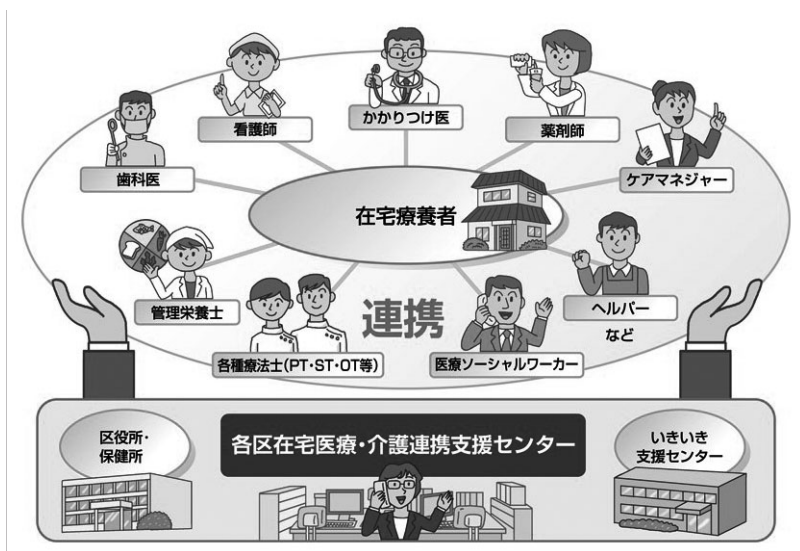 看護師
かかりつけ医
薬剤師
歯科医
ケアマネジャー
在宅療養者
管理栄養士
ヘルパー
など
連携
各種療法士(PT・ST・OT等)
医療ソーシャルワーカー
区役所・
保健所
各区在宅医療・介護連携支援センター
いきいき
支援センター